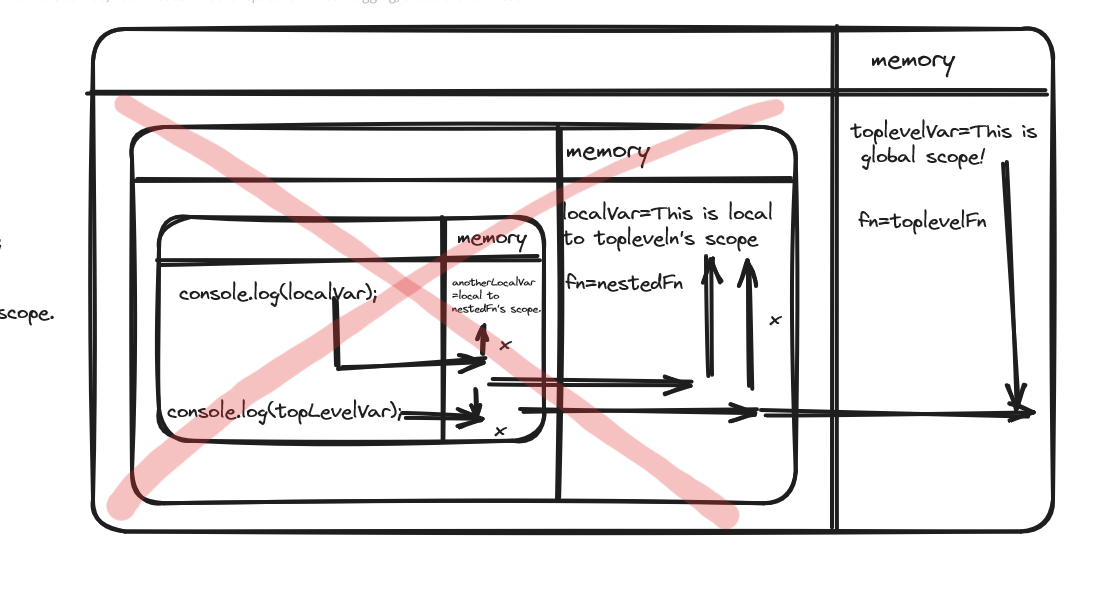 memory
toplevelVar=This is
global scope!
fn=toplevelFn
memory
localVar=This is local
to topleveln's scope
fn=nestedFn
x
memory
anotherLocalVar
=local to
nestedFn's scope.
console.log(localVar);
x
console.log(topLevelVar);
x
scope.